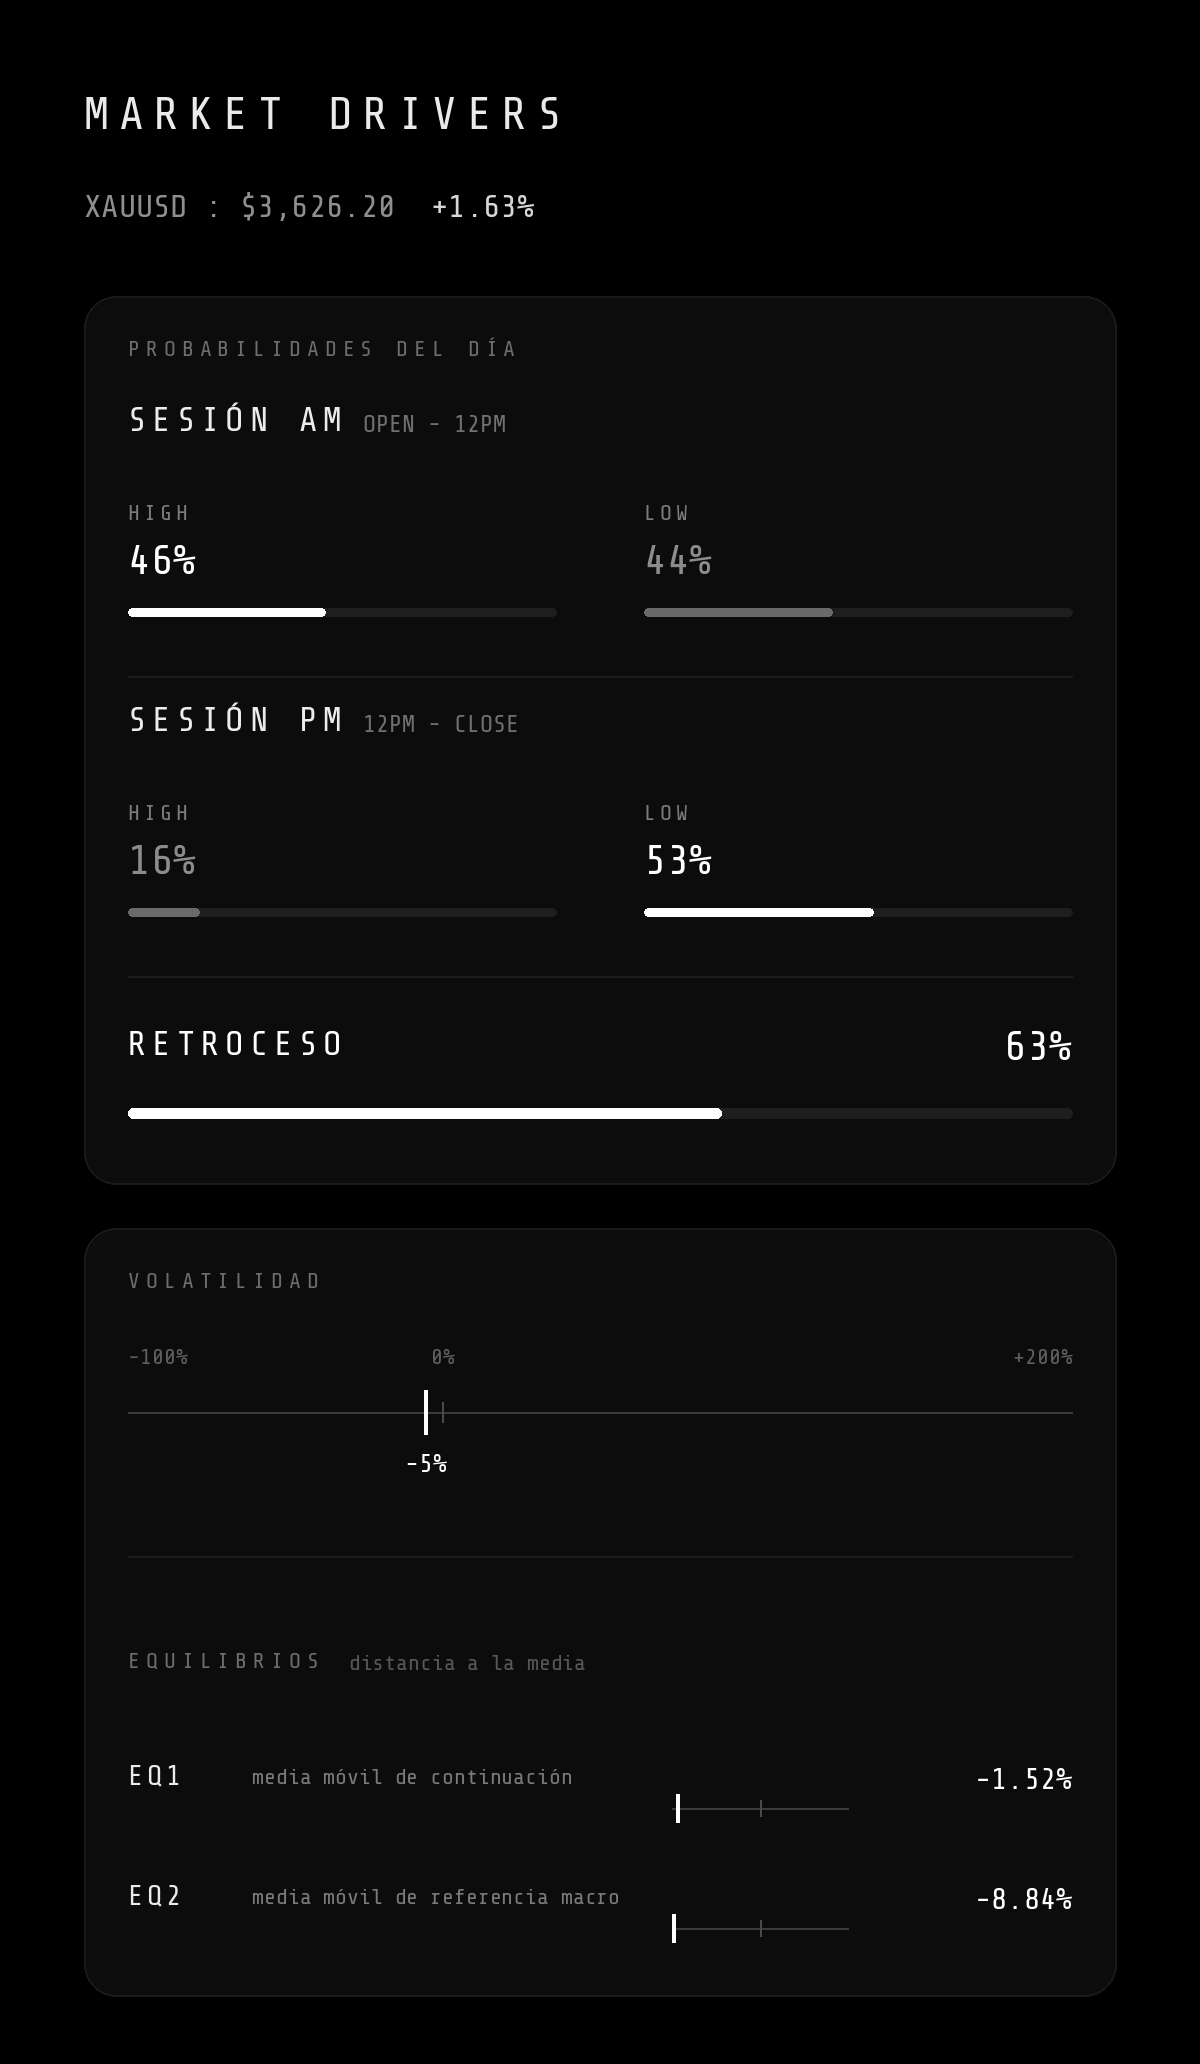 MARKET DRIVERS
XAUUSD : $3,626.20 +1.63%
PROBABILIDADES DEL DÍA
SESIÓN AM OPEN – 12PM
HIGH LOW
46% 44%
SESIÓN PM 12PM – CLOSE
HIGH LOW
16% 53%
RETROCESO 63%
VOLATILIDAD
-100% 0% +200%
-5%
EQUILIBRIOS distancia a la media
EQ1 media móvil de continuación -1.52%
EQ2 media móvil de referencia macro -8.84%